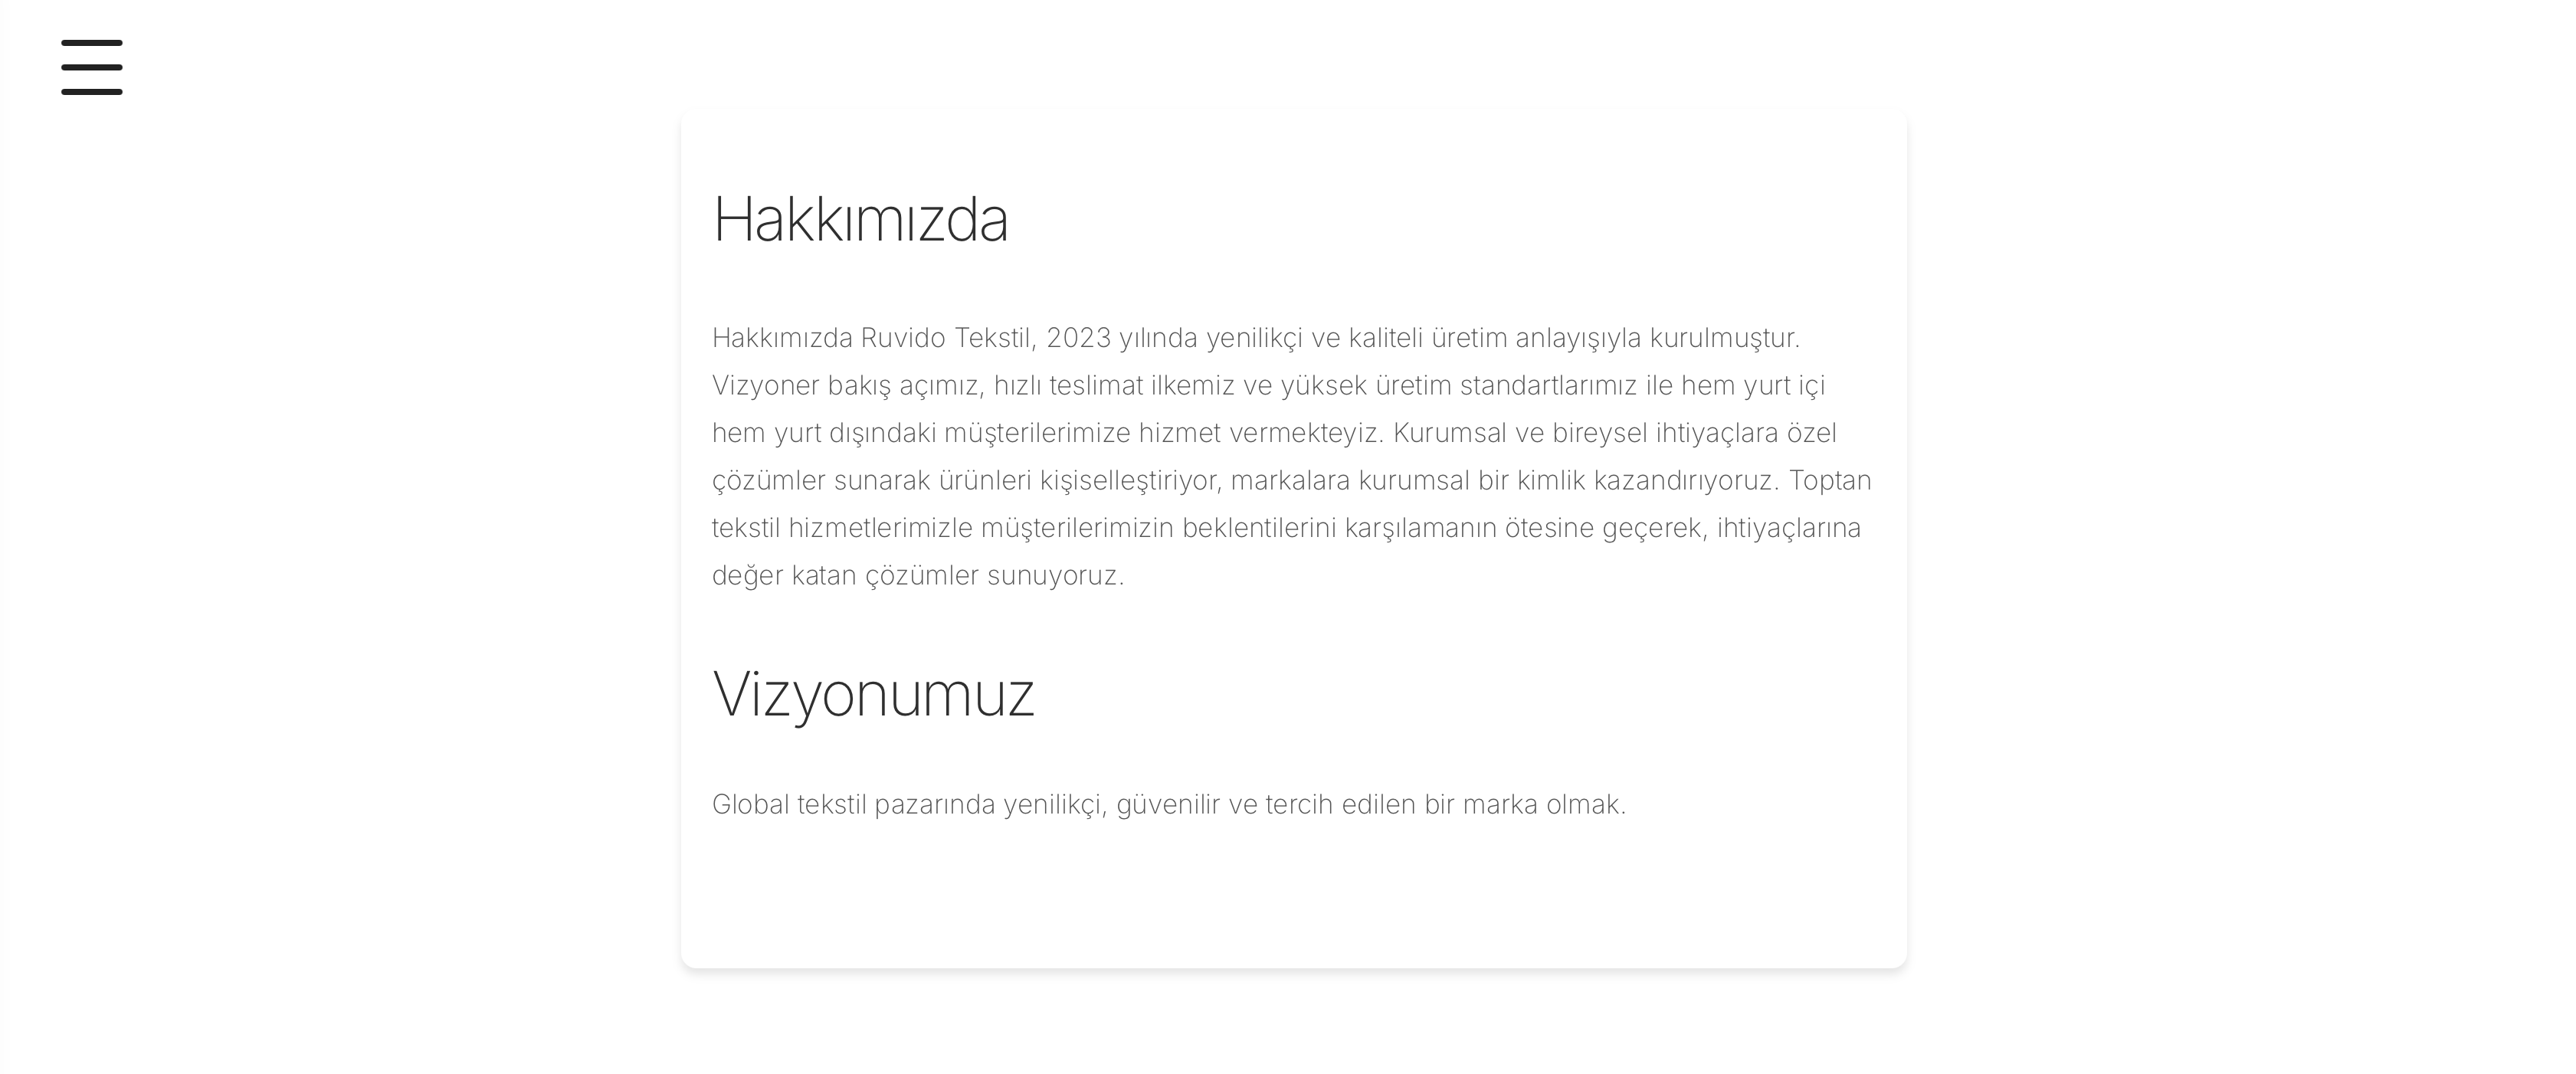 Hakkımızda
Hakkımızda Ruvido Tekstil, 2023 yılında yenilikçi ve kaliteli üretim anlayışıyla kurulmuştur.
Vizyoner bakış açımız, hızlı teslimat ilkemiz ve yüksek üretim standartlarımız ile hem yurt içi
hem yurt dışındaki müşterilerimize hizmet vermekteyiz. Kurumsal ve bireysel ihtiyaçlara özel
çözümler sunarak ürünleri kişiselleştiriyor, markalara kurumsal bir kimlik kazandırıyoruz. Toptan
tekstil hizmetlerimizle müşterilerimizin beklentilerini karşılamanın ötesine geçerek, ihtiyaçlarına
değer katan çözümler sunuyoruz.
Vizyonumuz
Global tekstil pazarında yenilikçi, güvenilir ve tercih edilen bir marka olmak.